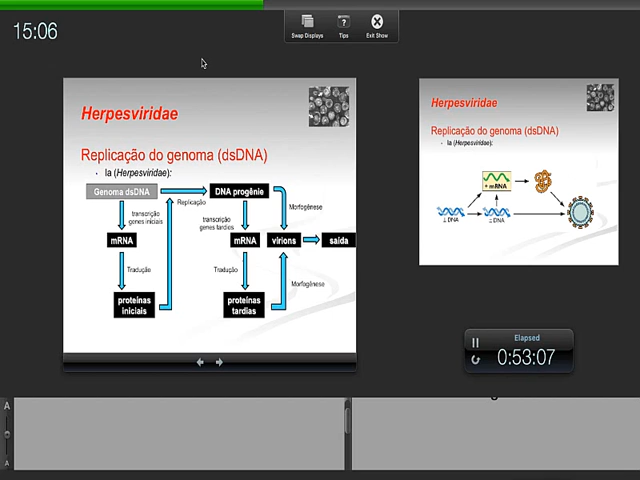 15:06
Swap Displays
Tips
Exit Show
Herpesviridae
Replicação do genoma (dsDNA)
• Ia (Herpesviridae):
Genoma dsDNA
Replicação
DNA progênie
transcrição
genes iniciais
transcrição
genes tardios
Morfogênese
mRNA
mRNA
vírions
saída
Tradução
Tradução
Morfogênese
proteínas
iniciais
proteínas
tardias
Herpesviridae
Replicação do genoma (dsDNA)
• Ia (Herpesviridae):
+ mRNA
± DNA
± DNA
Elapsed
0:53:07
A
A